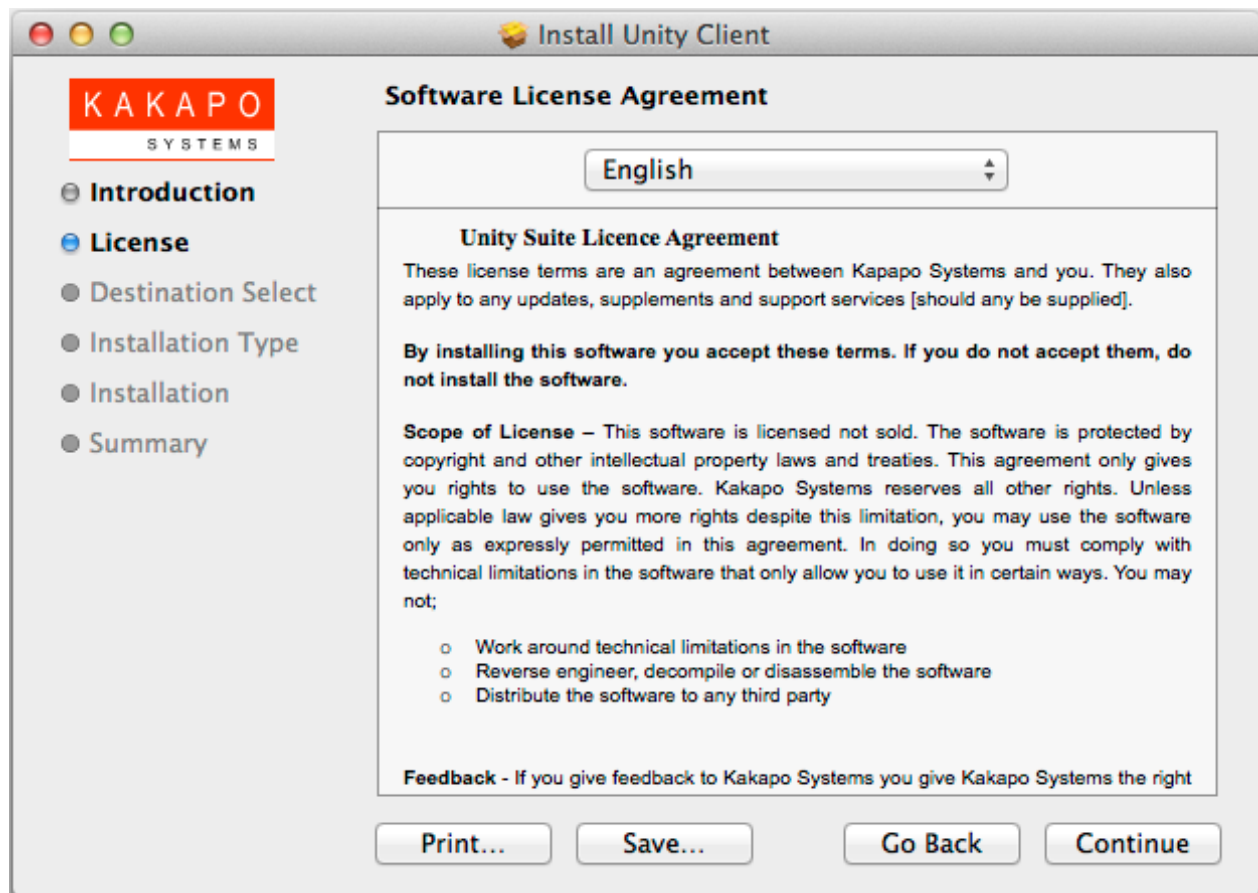 Install Unity Client
KAKAPO
SYSTEMS
Introduction
License
Destination Select
Installation Type
Installation
Summary
Software License Agreement
English
Unity Suite Licence Agreement
These license terms are an agreement between Kapapo Systems and you. They also
apply to any updates, supplements and support services [should any be supplied].
By installing this software you accept these terms. If you do not accept them, do
not install the software.
Scope of License – This software is licensed not sold. The software is protected by
copyright and other intellectual property laws and treaties. This agreement only gives
you rights to use the software. Kakapo Systems reserves all other rights. Unless
applicable law gives you more rights despite this limitation, you may use the software
only as expressly permitted in this agreement. In doing so you must comply with
technical limitations in the software that only allow you to use it in certain ways. You may
not;
o Work around technical limitations in the software
o Reverse engineer, decompile or disassemble the software
o Distribute the software to any third party
Feedback - If you give feedback to Kakapo Systems you give Kakapo Systems the right
Print...
Save...
Go Back
Continue